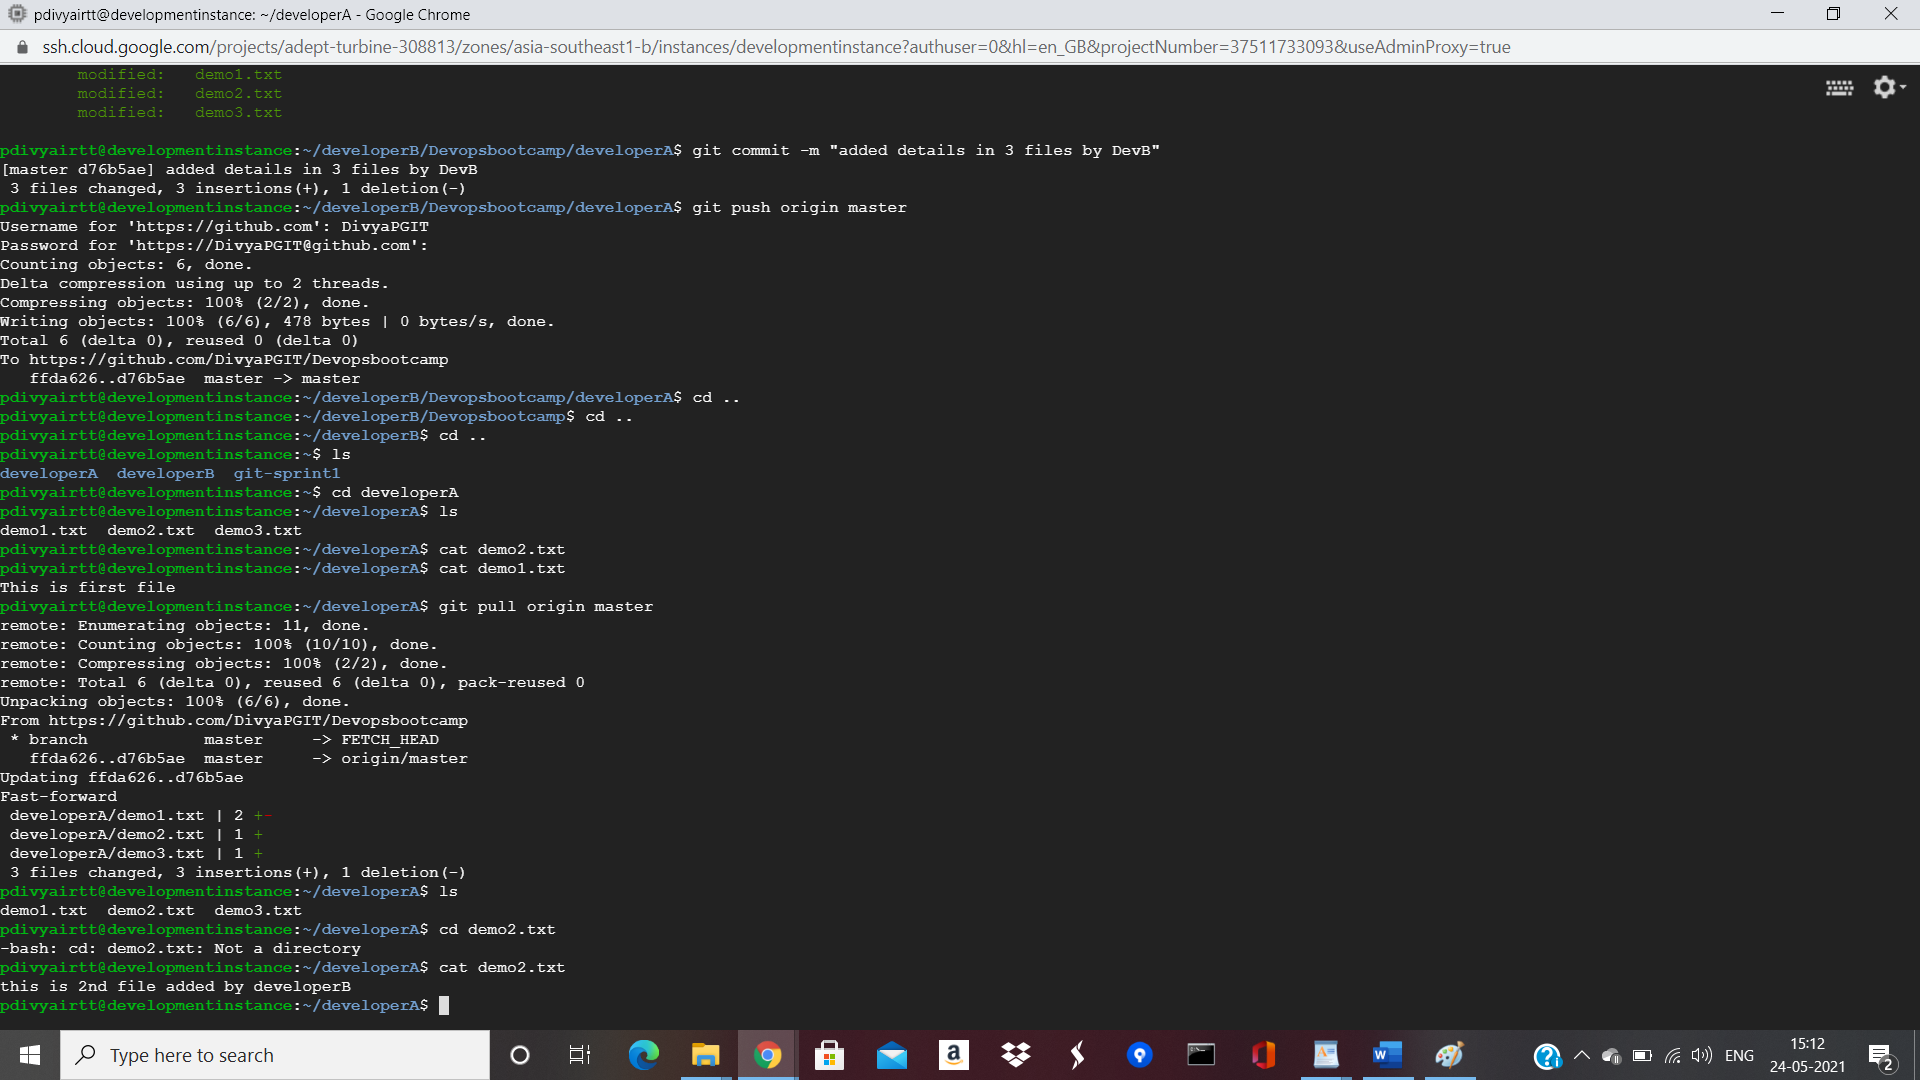 pdivyairtt@developmentinstance: ~/developerA - Google Chrome
ssh.cloud.google.com/projects/adept-turbine-308813/zones/asia-southeast1-b/instances/developmentinstance?authuser=0&hl=en_GB&projectNumber=37511733093&useAdminProxy=true
        modified:   demo1.txt
        modified:   demo2.txt
        modified:   demo3.txt
pdivyairtt@developmentinstance:~/developerB/Devopsbootcamp/developerA$ git commit -m "added details in 3 files by DevB"
[master d76b5ae] added details in 3 files by DevB
 3 files changed, 3 insertions(+), 1 deletion(-)
pdivyairtt@developmentinstance:~/developerB/Devopsbootcamp/developerA$ git push origin master
Username for 'https://github.com': DivyaPGIT
Password for 'https://DivyaPGIT@github.com':
Counting objects: 6, done.
Delta compression using up to 2 threads.
Compressing objects: 100% (2/2), done.
Writing objects: 100% (6/6), 478 bytes | 0 bytes/s, done.
Total 6 (delta 0), reused 0 (delta 0)
To https://github.com/DivyaPGIT/Devopsbootcamp
   ffda626..d76b5ae  master -> master
pdivyairtt@developmentinstance:~/developerB/Devopsbootcamp/developerA$ cd ..
pdivyairtt@developmentinstance:~/developerB/Devopsbootcamp$ cd ..
pdivyairtt@developmentinstance:~/developerB$ cd ..
pdivyairtt@developmentinstance:~$ ls
developerA  developerB  git-sprint1
pdivyairtt@developmentinstance:~$ cd developerA
pdivyairtt@developmentinstance:~/developerA$ ls
demo1.txt  demo2.txt  demo3.txt
pdivyairtt@developmentinstance:~/developerA$ cat demo2.txt
pdivyairtt@developmentinstance:~/developerA$ cat demo1.txt
This is first file
pdivyairtt@developmentinstance:~/developerA$ git pull origin master
remote: Enumerating objects: 11, done.
remote: Counting objects: 100% (10/10), done.
remote: Compressing objects: 100% (2/2), done.
remote: Total 6 (delta 0), reused 6 (delta 0), pack-reused 0
Unpacking objects: 100% (6/6), done.
From https://github.com/DivyaPGIT/Devopsbootcamp
 * branch            master     -> FETCH_HEAD
   ffda626..d76b5ae  master     -> origin/master
Updating ffda626..d76b5ae
Fast-forward
 developerA/demo1.txt | 2 +-
 developerA/demo2.txt | 1 +
 developerA/demo3.txt | 1 +
 3 files changed, 3 insertions(+), 1 deletion(-)
pdivyairtt@developmentinstance:~/developerA$ ls
demo1.txt  demo2.txt  demo3.txt
pdivyairtt@developmentinstance:~/developerA$ cd demo2.txt
-bash: cd: demo2.txt: Not a directory
pdivyairtt@developmentinstance:~/developerA$ cat demo2.txt
this is 2nd file added by developerB
pdivyairtt@developmentinstance:~/developerA$
Type here to search
ENG
15:12
24-05-2021
2